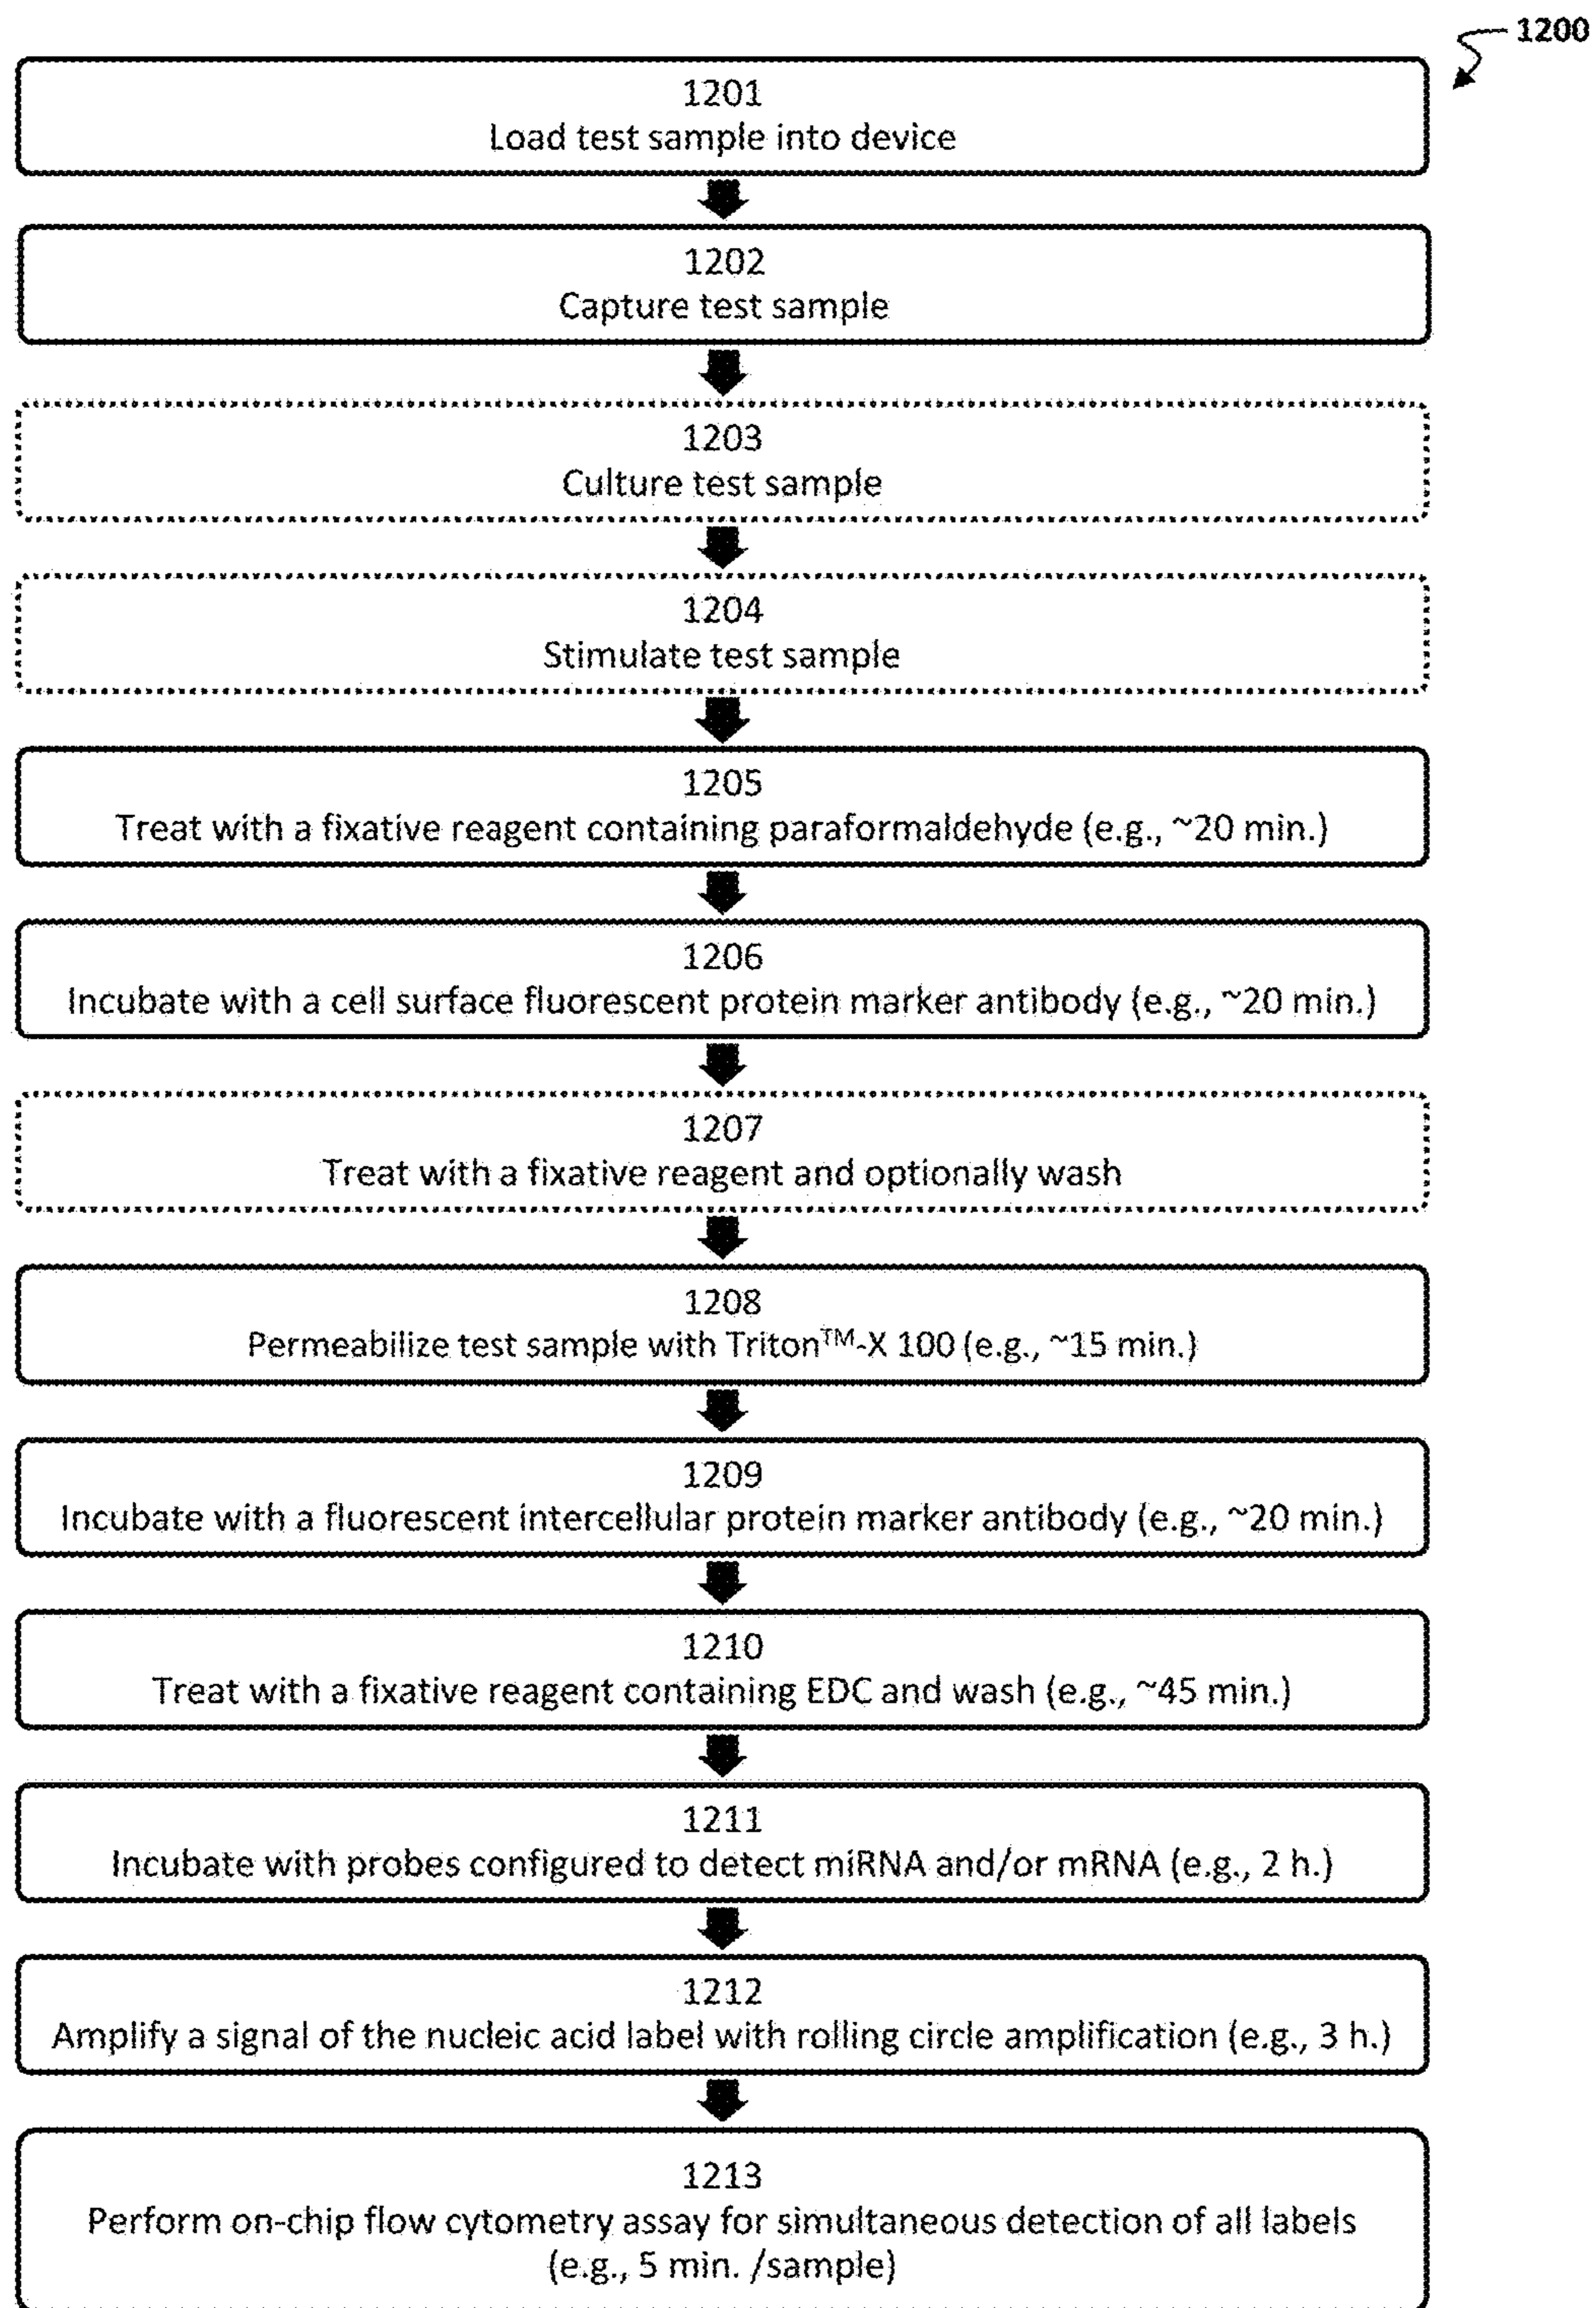 1200
1201
Load test sample into device
1202
Capture test sample
1203
Culture test sample
1204
Stimulate test sample
1205
Treat with a fixative reagent containing paraformaldehyde (e.g., ~20 min.)
1206
Incubate with a cell surface fluorescent protein marker antibody (e.g., ~20 min.)
1207
Treat with a fixative reagent and optionally wash
1208
Permeabilize test sample with Triton™-X 100 (e.g., ~15 min.)
1209
Incubate with a fluorescent intercellular protein marker antibody (e.g., ~20 min.)
1210
Treat with a fixative reagent containing EDC and wash (e.g., ~45 min.)
1211
Incubate with probes configured to detect miRNA and/or mRNA (e.g., 2 h.)
1212
Amplify a signal of the nucleic acid label with rolling circle amplification (e.g., 3 h.)
1213
Perform on-chip flow cytometry assay for simultaneous detection of all labels
(e.g., 5 min. /sample)